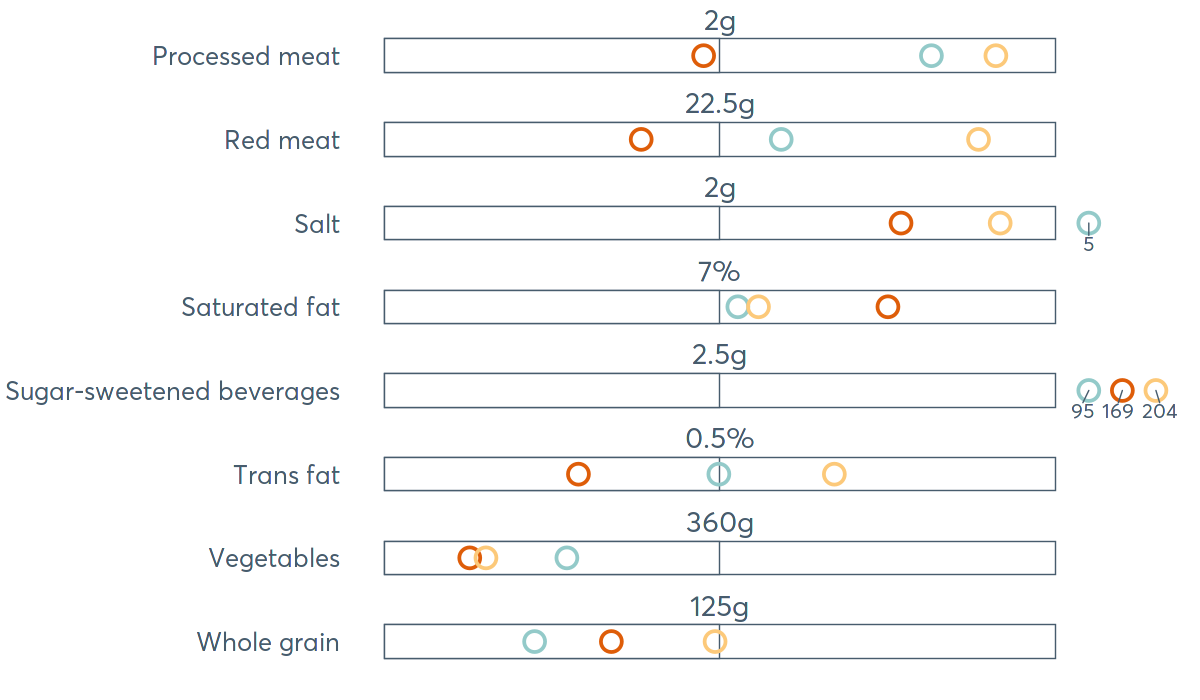 2g
Processed meat
22.5g
Red meat
2g
Salt
5
7%
Saturated fat
2.5g
Sugar-sweetened beverages
95 169 204
0.5%
Trans fat
360g
Vegetables
125g
Whole grain